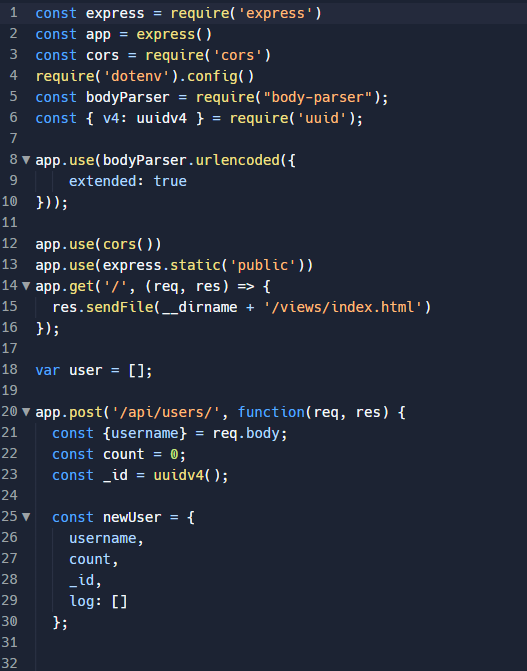 1 const express = require('express')
2 const app = express()
3 const cors = require('cors')
4 require('dotenv').config()
5 const bodyParser = require("body-parser");
6 const { v4: uuidv4 } = require('uuid');
7
8 app.use(bodyParser.urlencoded({
9     extended: true
10 }));
11
12 app.use(cors())
13 app.use(express.static('public'))
14 app.get('/', (req, res) => {
15   res.sendFile(__dirname + '/views/index.html')
16 });
17
18 var user = [];
19
20 app.post('/api/users/', function(req, res) {
21   const {username} = req.body;
22   const count = 0;
23   const _id = uuidv4();
24
25   const newUser = {
26     username,
27     count,
28     _id,
29     log: []
30   };
31
32